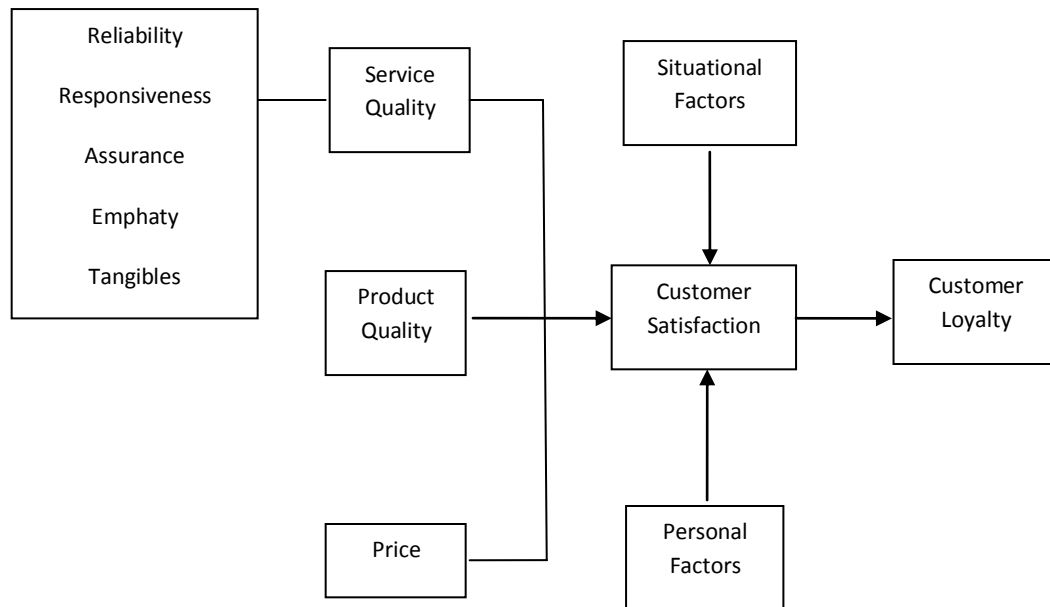 Reliability
Responsiveness
Assurance
Emphaty
Tangibles
Service
Quality
Situational
Factors
Product
Quality
Customer
Satisfaction
Customer
Loyalty
Price
Personal
Factors